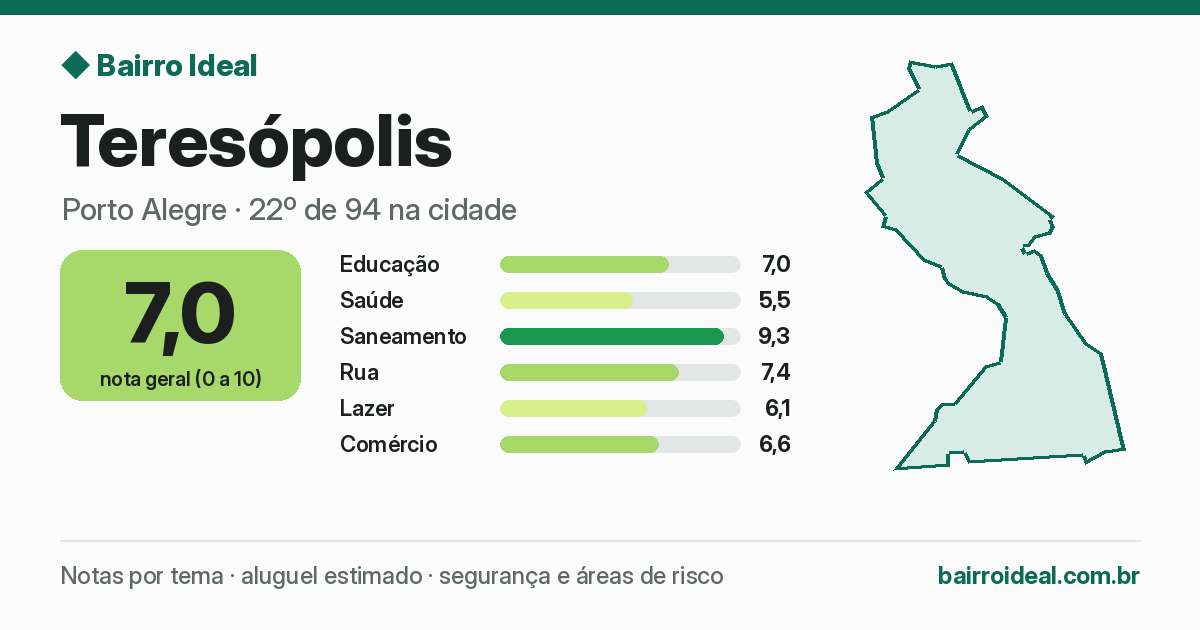 Bairro Ideal
Teresópolis
Porto Alegre · 22º de 94 na cidade
7,0
nota geral (0 a 10)
Educação 7,0
Saúde 5,5
Saneamento 9,3
Rua 7,4
Lazer 6,1
Comércio 6,6
Notas por tema · aluguel estimado · segurança e áreas de risco
bairroideal.com.br